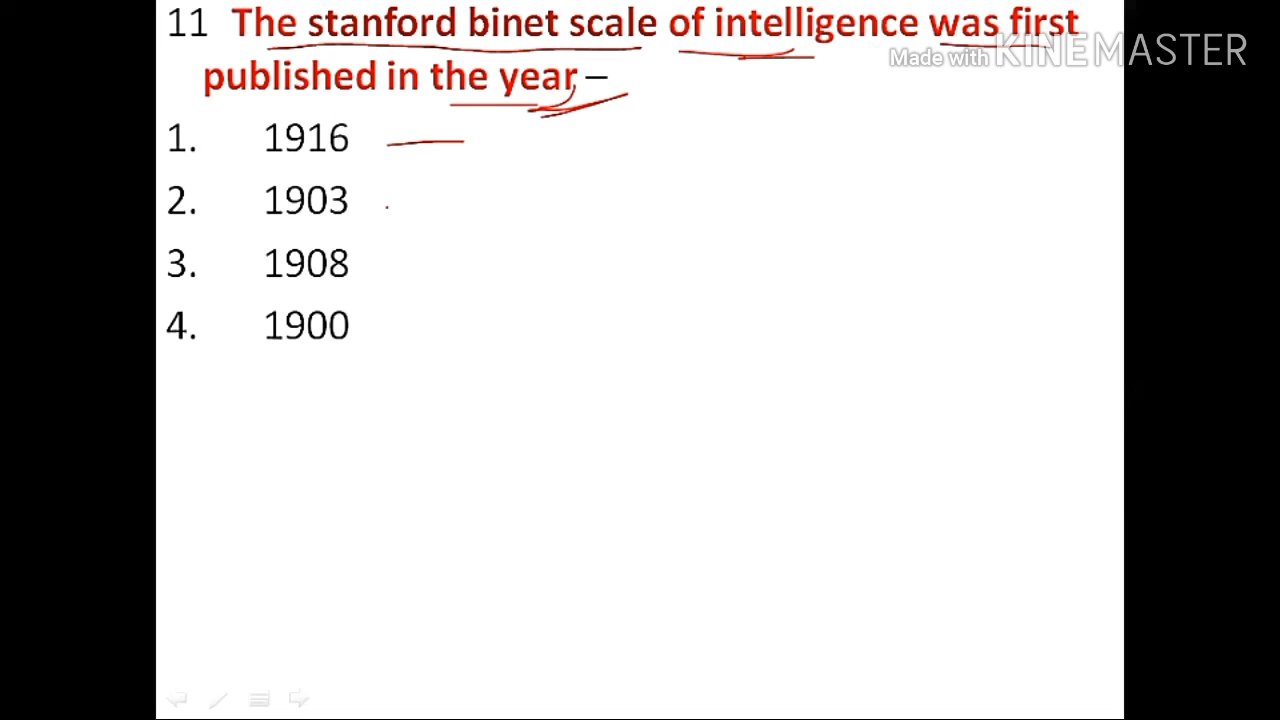 11 The stanford binet scale of intelligence was first
Made with KINEMASTER
published in the year –
1. 1916
2. 1903
3. 1908
4. 1900